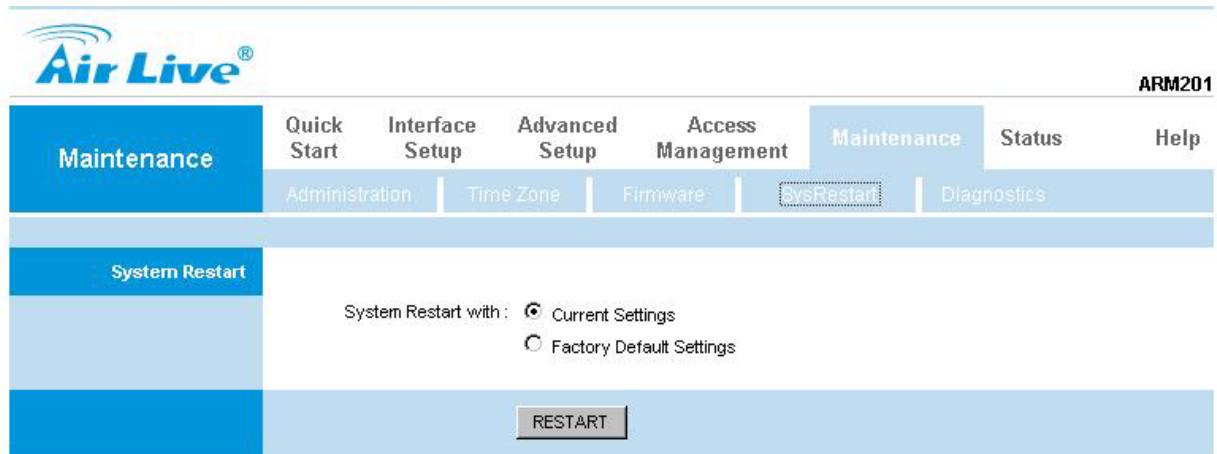 Air Live®
ARM201
Maintenance
Quick Start
Interface Setup
Advanced Setup
Access Management
Maintenance
Status
Help
Administration
Time Zone
Firmware
SysRestart
Diagnostics
System Restart
System Restart with :
Current Settings
Factory Default Settings
RESTART